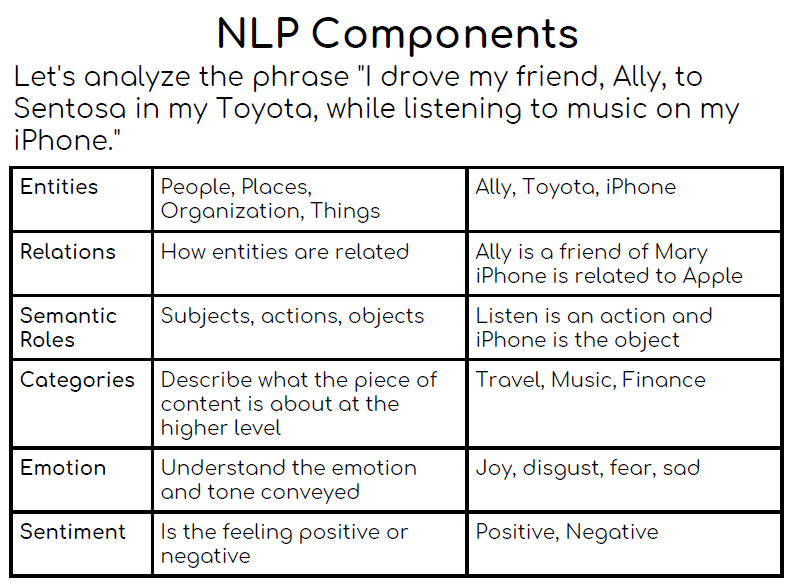 NLP Components
Let's analyze the phrase "I drove my friend, Ally, to
Sentosa in my Toyota, while listening to music on my
iPhone."
Entities
People, Places,
Organization, Things
Ally, Toyota, iPhone
Relations
How entities are related
Ally is a friend of Mary
iPhone is related to Apple
Semantic
Roles
Subjects, actions, objects
Listen is an action and
iPhone is the object
Categories
Describe what the piece of
content is about at the
higher level
Travel, Music, Finance
Emotion
Understand the emotion
and tone conveyed
Joy, disgust, fear, sad
Sentiment
Is the feeling positive or
negative
Positive, Negative